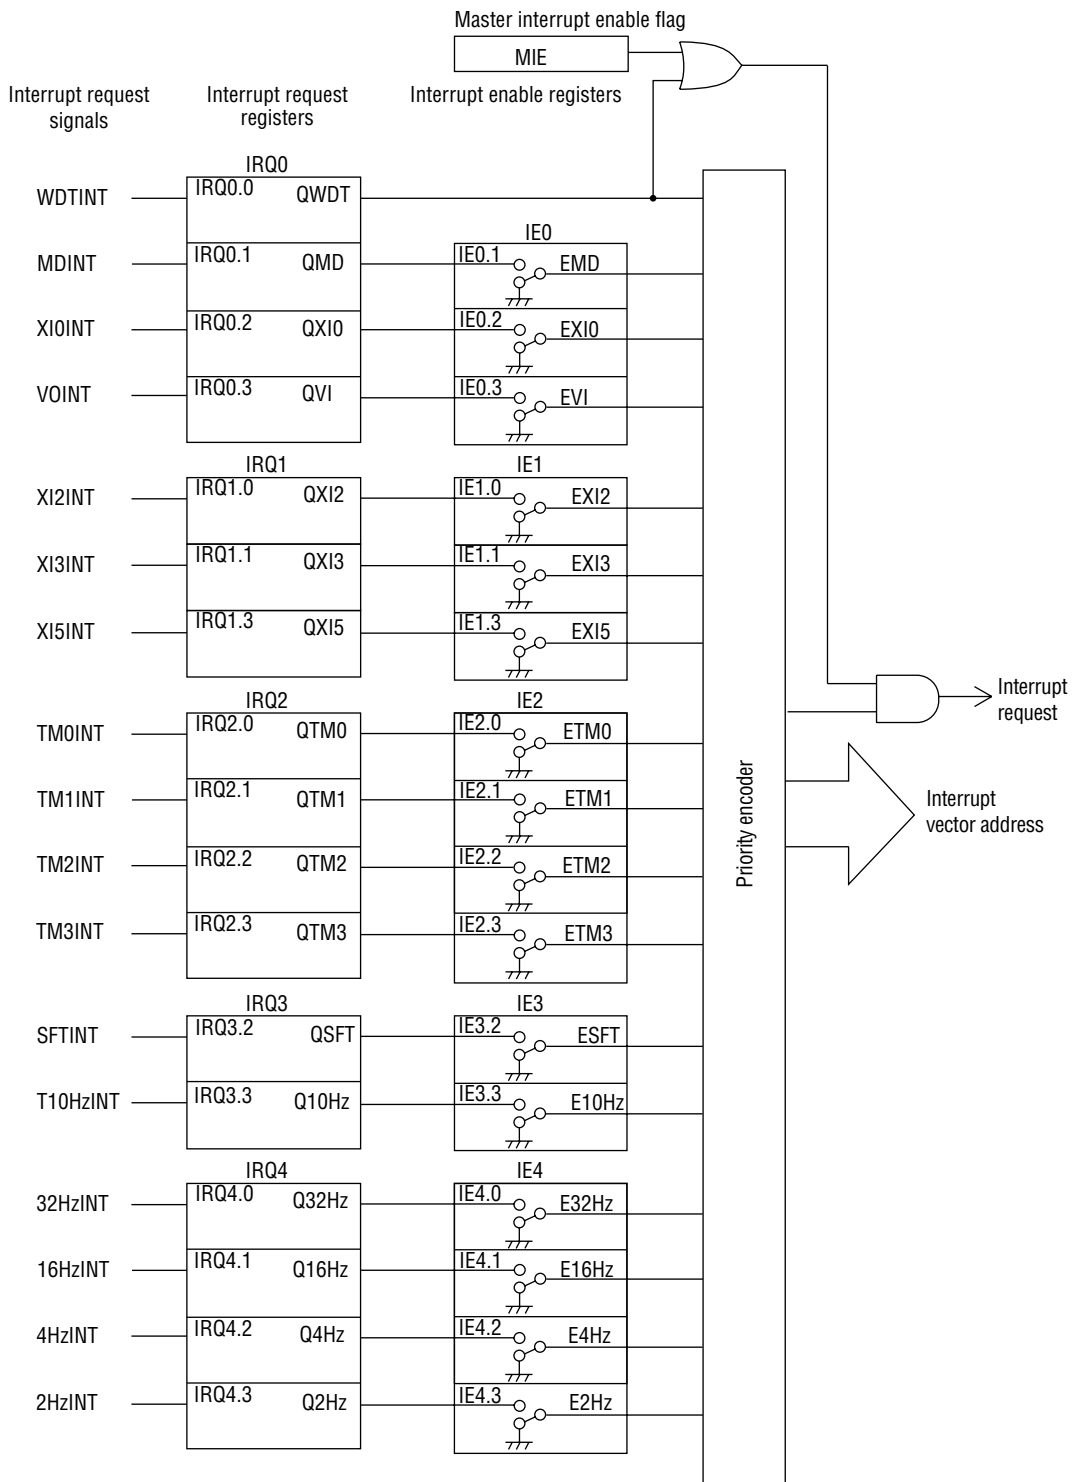 Master interrupt enable flag
MIE
Interrupt request
signals
Interrupt request
registers
Interrupt enable registers
IRQ0
WDTINT
IRQ0.0
QWDT
IE0
MDINT
IRQ0.1
QMD
IE0.1
EMD
XI0INT
IRQ0.2
QXI0
IE0.2
EXI0
VOINT
IRQ0.3
QVI
IE0.3
EVI
IRQ1
IE1
XI2INT
IRQ1.0
QXI2
IE1.0
EXI2
XI3INT
IRQ1.1
QXI3
IE1.1
EXI3
XI5INT
IRQ1.3
QXI5
IE1.3
EXI5
Interrupt
request
IRQ2
IE2
TM0INT
IRQ2.0
QTM0
IE2.0
ETM0
TM1INT
IRQ2.1
QTM1
IE2.1
ETM1
Priority encoder
Interrupt
vector address
TM2INT
IRQ2.2
QTM2
IE2.2
ETM2
TM3INT
IRQ2.3
QTM3
IE2.3
ETM3
IRQ3
IE3
SFTINT
IRQ3.2
QSFT
IE3.2
ESFT
T10HzINT
IRQ3.3
Q10Hz
IE3.3
E10Hz
IRQ4
IE4
32HzINT
IRQ4.0
Q32Hz
IE4.0
E32Hz
16HzINT
IRQ4.1
Q16Hz
IE4.1
E16Hz
4HzINT
IRQ4.2
Q4Hz
IE4.2
E4Hz
2HzINT
IRQ4.3
Q2Hz
IE4.3
E2Hz